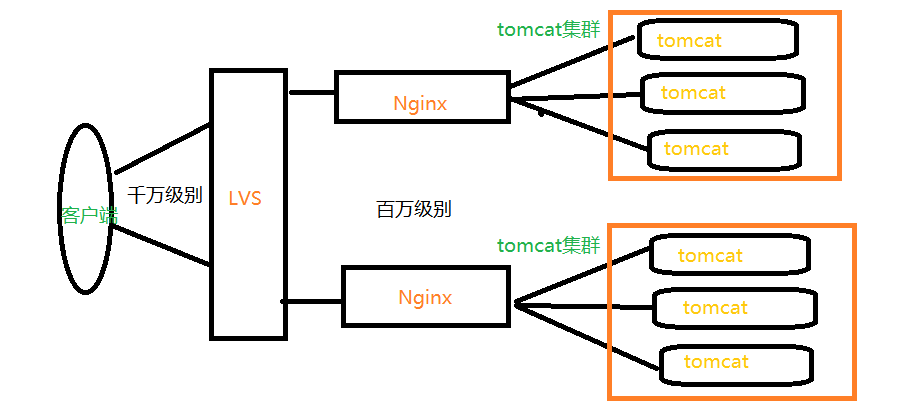 客户端
千万级别
LVS
Nginx
百万级别
Nginx
tomcat集群
tomcat
tomcat
tomcat
tomcat集群
tomcat
tomcat
tomcat